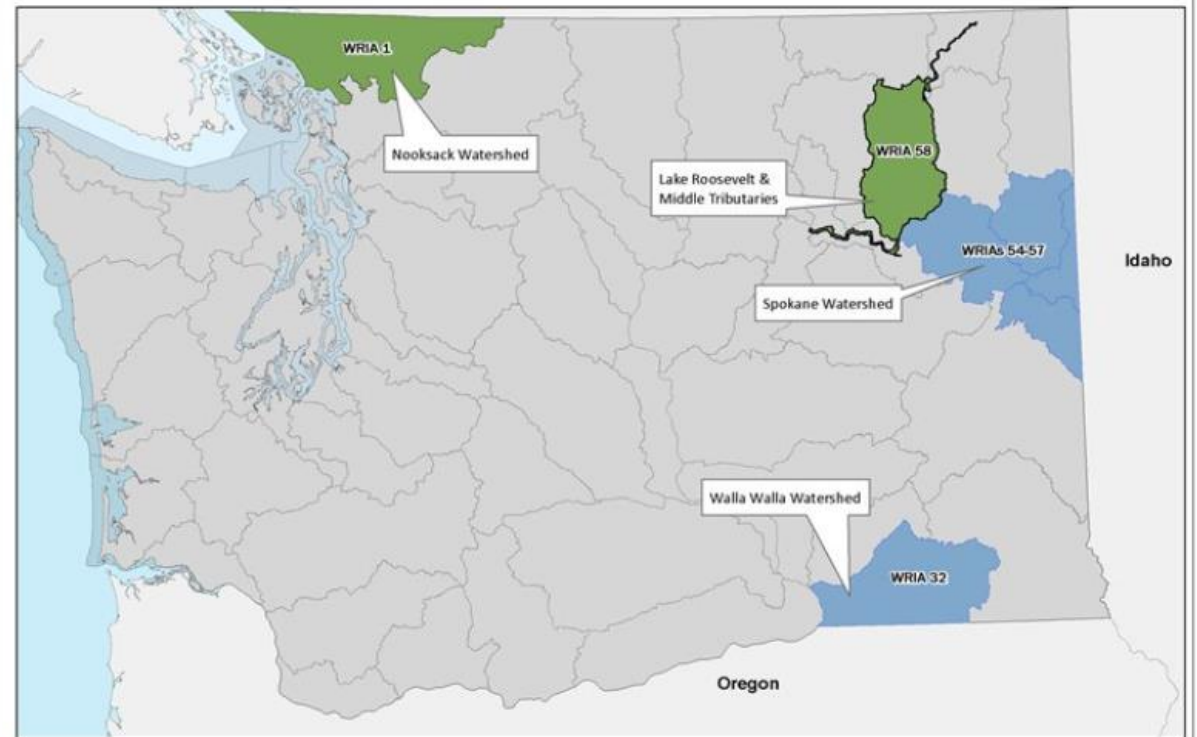 WRIA 1
Nooksack Watershed
WRIA 58
Lake Roosevelt &
Middle Tributaries
WRIAs 54-57
Idaho
Spokane Watershed
Walla Walla Watershed
WRIA 32
Oregon